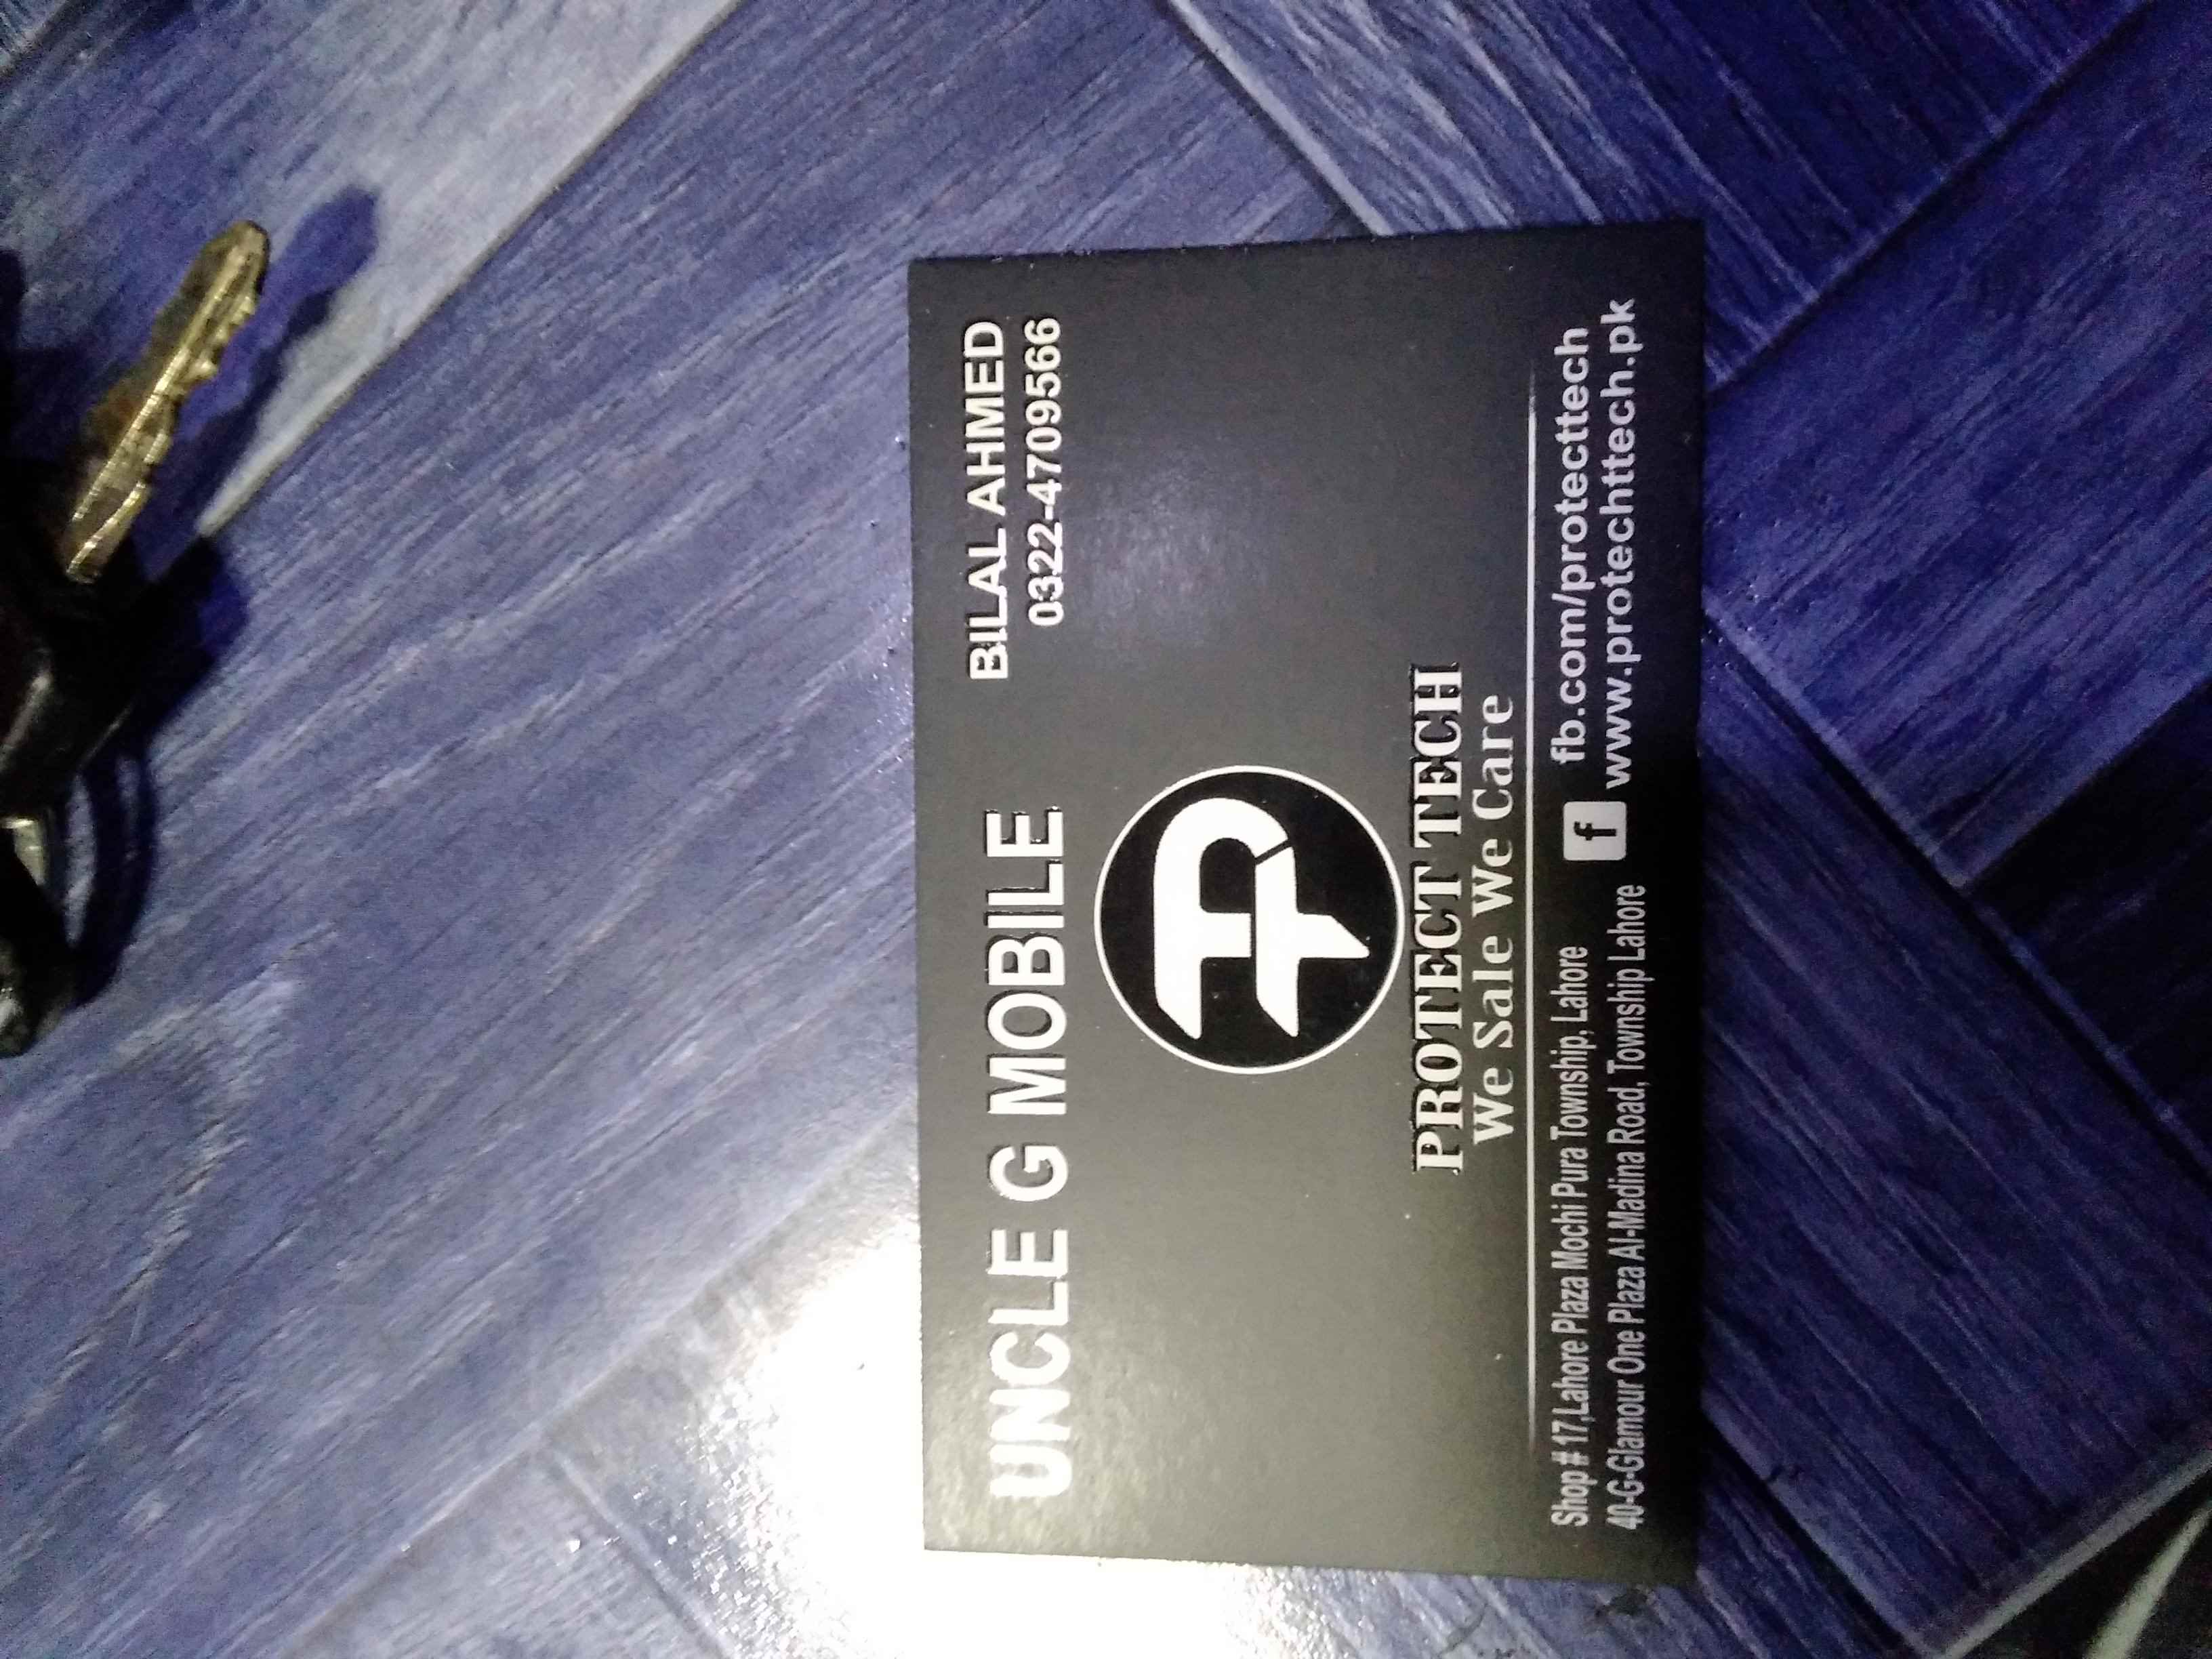 UNCLE G MOBILE
BILAL AHMED
0322-4709566
PROTECT TECH
We Sale We Care
Shop # 17,Lahore Plaza Mochi Pura Township, Lahore
40-G-Glamour One Plaza Al-Madina Road, Township Lahore
f
fb.com/protecttech
www.protechttech.pk